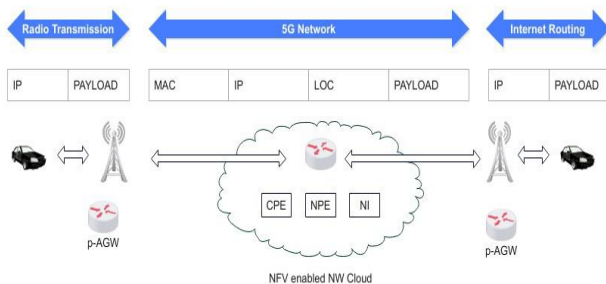 Radio Transmission
5G Network
Internet Routing
IP PAYLOAD
MAC IP LOC PAYLOAD
IP PAYLOAD
CPE NPE NI
p-AGW
p-AGW
NFV enabled NW Cloud